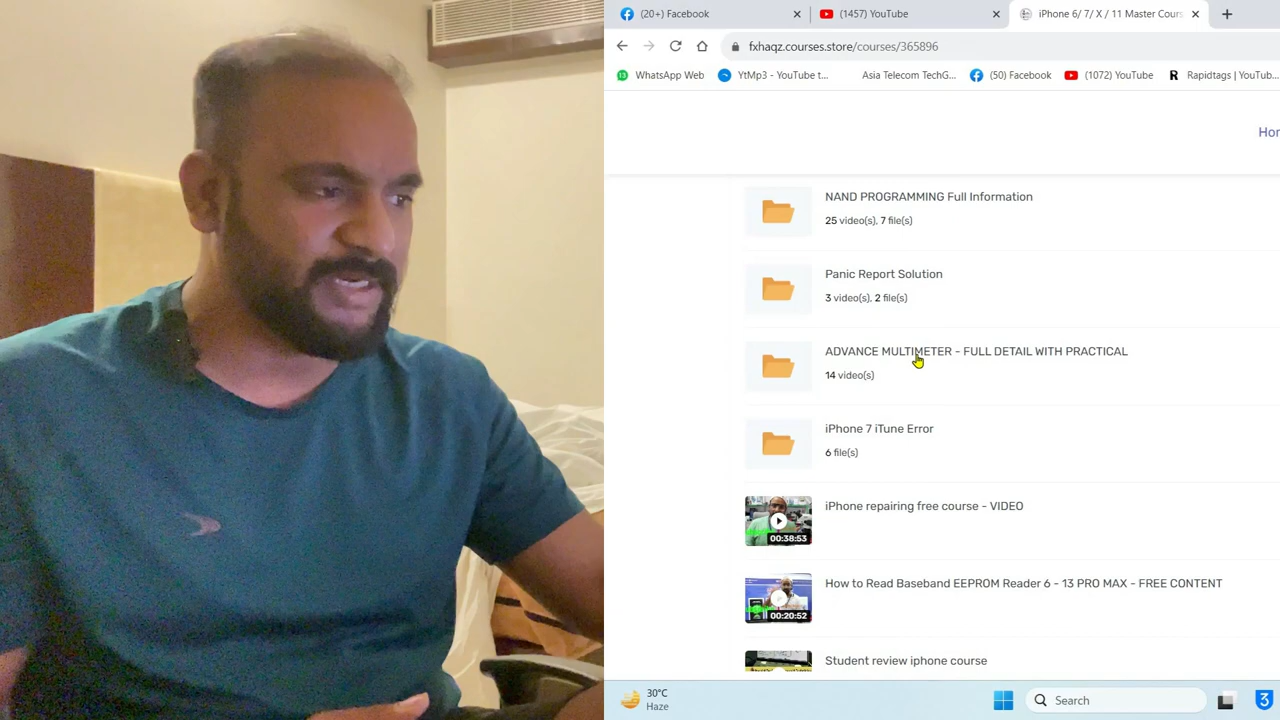 (20+) Facebook
(1457) YouTube
iPhone 6/ 7/ X / 11 Master Cours
fxhaqz.courses.store/courses/365896
WhatsApp Web
YtMp3 - YouTube t...
Asia Telecom TechG...
(50) Facebook
(1072) YouTube
R
Rapidtags | YouTub...
Hor
NAND PROGRAMMING Full Information
25 video(s), 7 file(s)
Panic Report Solution
3 video(s), 2 file(s)
ADVANCE MULTIMETER - FULL DETAIL WITH PRACTICAL
14 video(s)
iPhone 7 iTune Error
6 file(s)
iPhone repairing free course - VIDEO
00:38:53
How to Read Baseband EEPROM Reader 6 - 13 PRO MAX - FREE CONTENT
00:20:52
Student review iphone course
30°C
Haze
Search
3